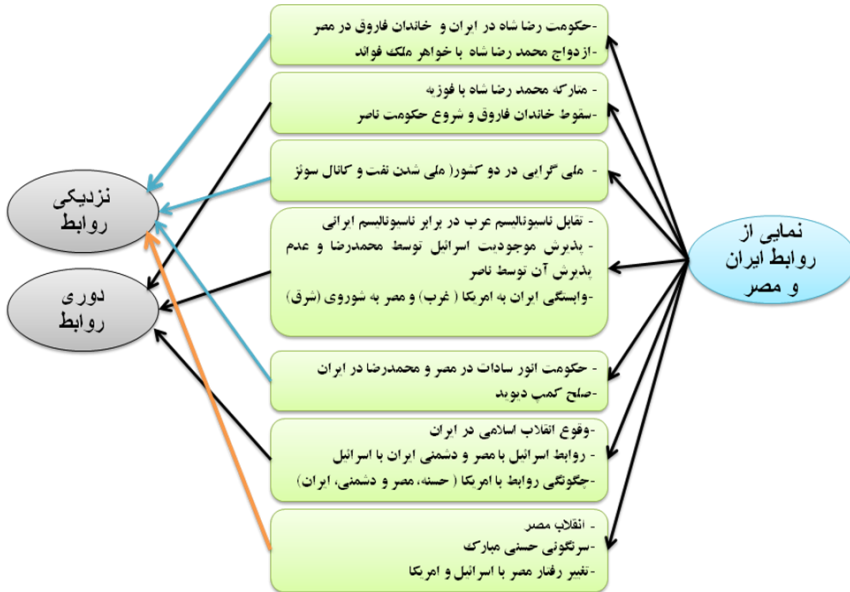 نمایی از
روابط ایران
و مصر
-حکومت رضا شاه در ایران و خاندان فاروق در مصر
-ازدواج محمد رضا شاه با خواهر ملک فوائد
- متارکه محمد رضا شاه با فوزیه
-سقوط خاندان فاروق و شروع حکومت ناصر
- ملی گرایی در دو کشور( ملی شدن نفت و کانال سوئز
- تقابل ناسیونالیسم عرب در برابر ناسیونالیسم ایرانی
- پذیرش موجودیت اسرائیل توسط محمدرضا و عدم
پذیرش آن توسط ناصر
-وابستگی ایران به امریکا ( غرب) و مصر به شوروی (شرق)
- حکومت انور سادات در مصر و محمدرضا در ایران
-صلح کمپ دیوید
-وقوع انقلاب اسلامی در ایران
- روابط اسرائیل با مصر و دشمنی ایران با اسرائیل
-چگونگی روابط با امریکا ( حسنه، مصر و دشمنی، ایران)
- انقلاب مصر
-سرنگونی حسنی مبارک
-تغییر رفتار مصر با اسرائیل و امریکا
نزدیکی
روابط
دوری
روابط